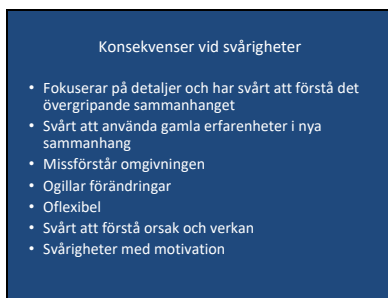 Konsekvenser vid svårigheter
• Fokuserar på detaljer och har svårt att förstå det
övergripande sammanhanget
• Svårt att använda gamla erfarenheter i nya
sammanhang
• Missförstår omgivningen
• Ogillar förändringar
• Oflexibel
• Svårt att förstå orsak och verkan
• Svårigheter med motivation